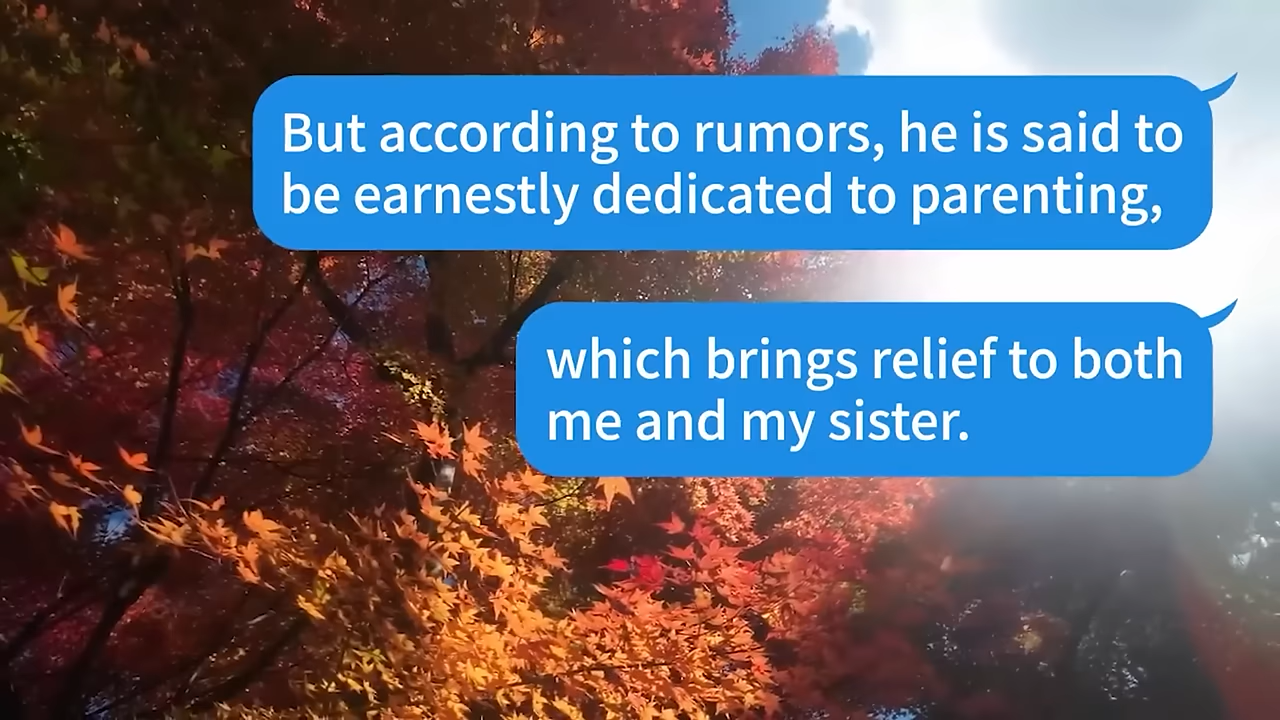 But according to rumors, he is said to
be earnestly dedicated to parenting,
which brings relief to both
me and my sister.